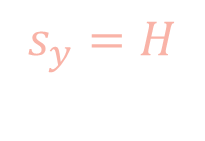 s_y = H